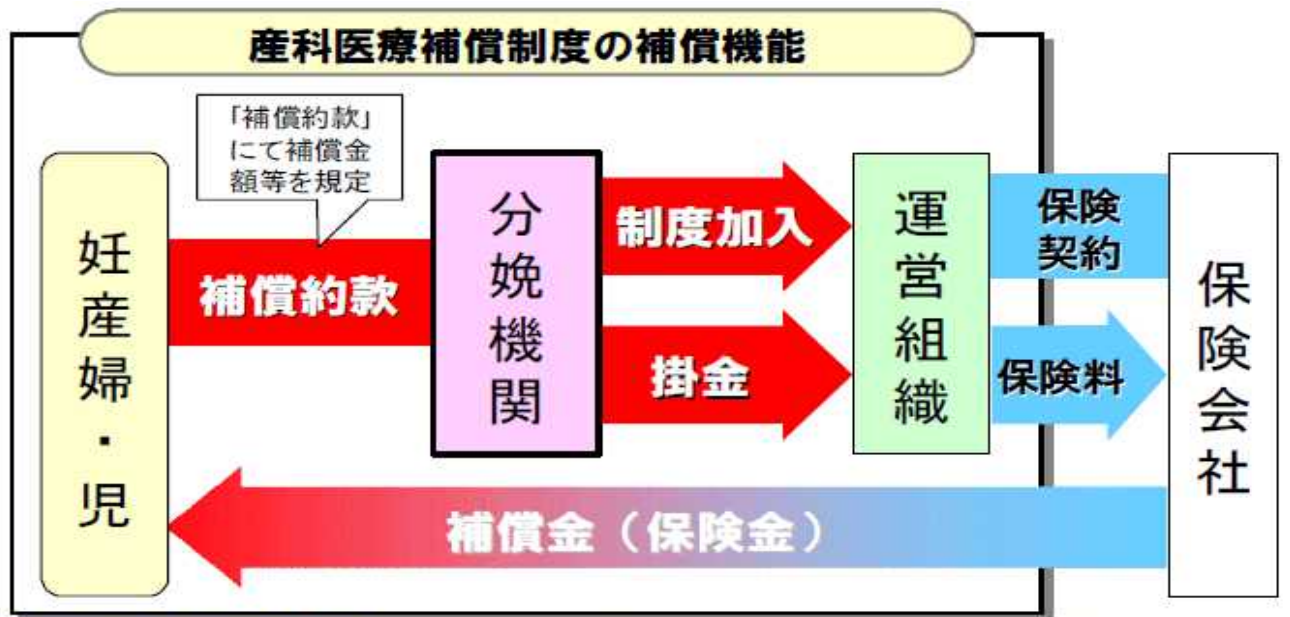 産科医療補償制度の補償機能
「補償約款」
にて補償金
額等を規定
妊産婦・児
補償約款
分娩機関
制度加入
掛金
運営組織
保険
契約
保険料
保険会社
補償金（保険金）